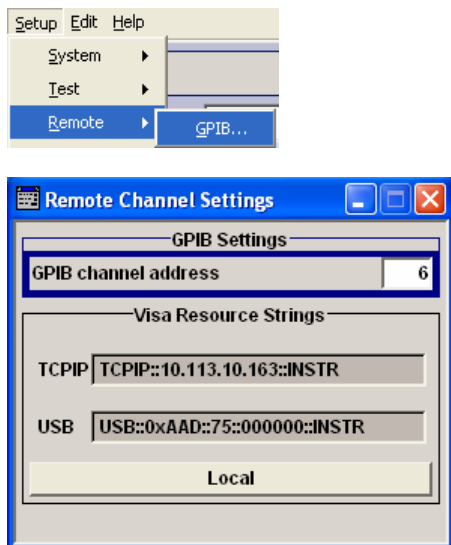 Setup Edit Help
System
Test
Remote
GPIB...
Remote Channel Settings
GPIB Settings
GPIB channel address 6
Visa Resource Strings
TCPIP TCPIP::10.113.10.163::INSTR
USB USB::0xAAD::75::000000::INSTR
Local